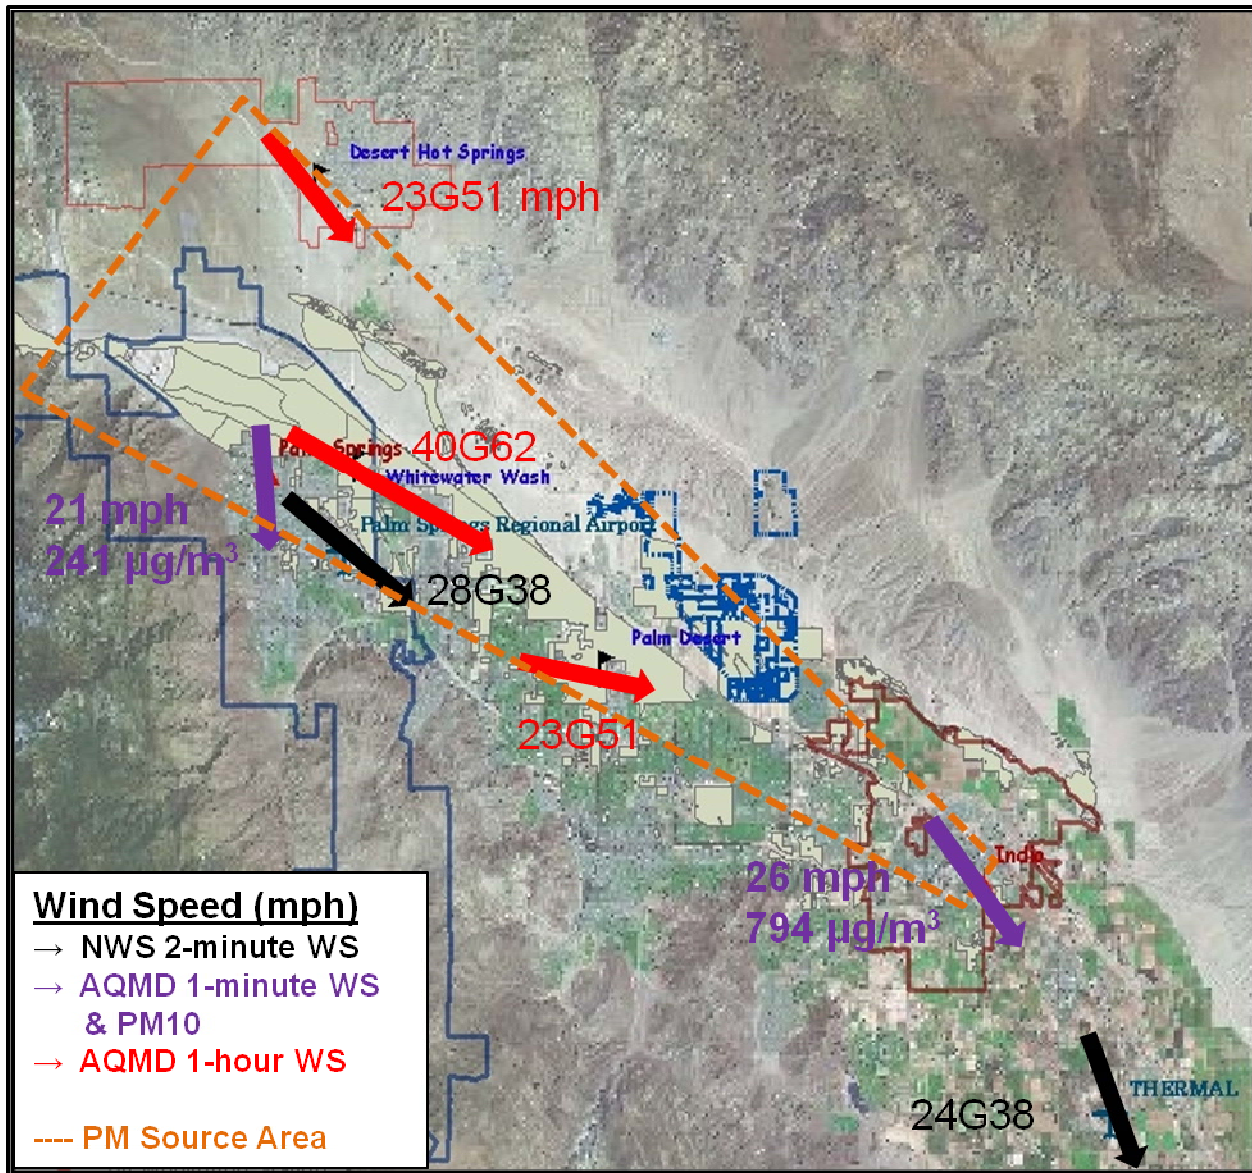 Desert Hot Springs
23G51 mph
Palm Springs
40G62
Whitewater Wash
21 mph
241 µg/m³
Palm Springs Regional Airport
28G38
Palm Desert
23G51
Indio
26 mph
794 µg/m³
Wind Speed (mph)
→ NWS 2-minute WS
→ AQMD 1-minute WS
& PM10
→ AQMD 1-hour WS
---- PM Source Area
THERMAL
24G38